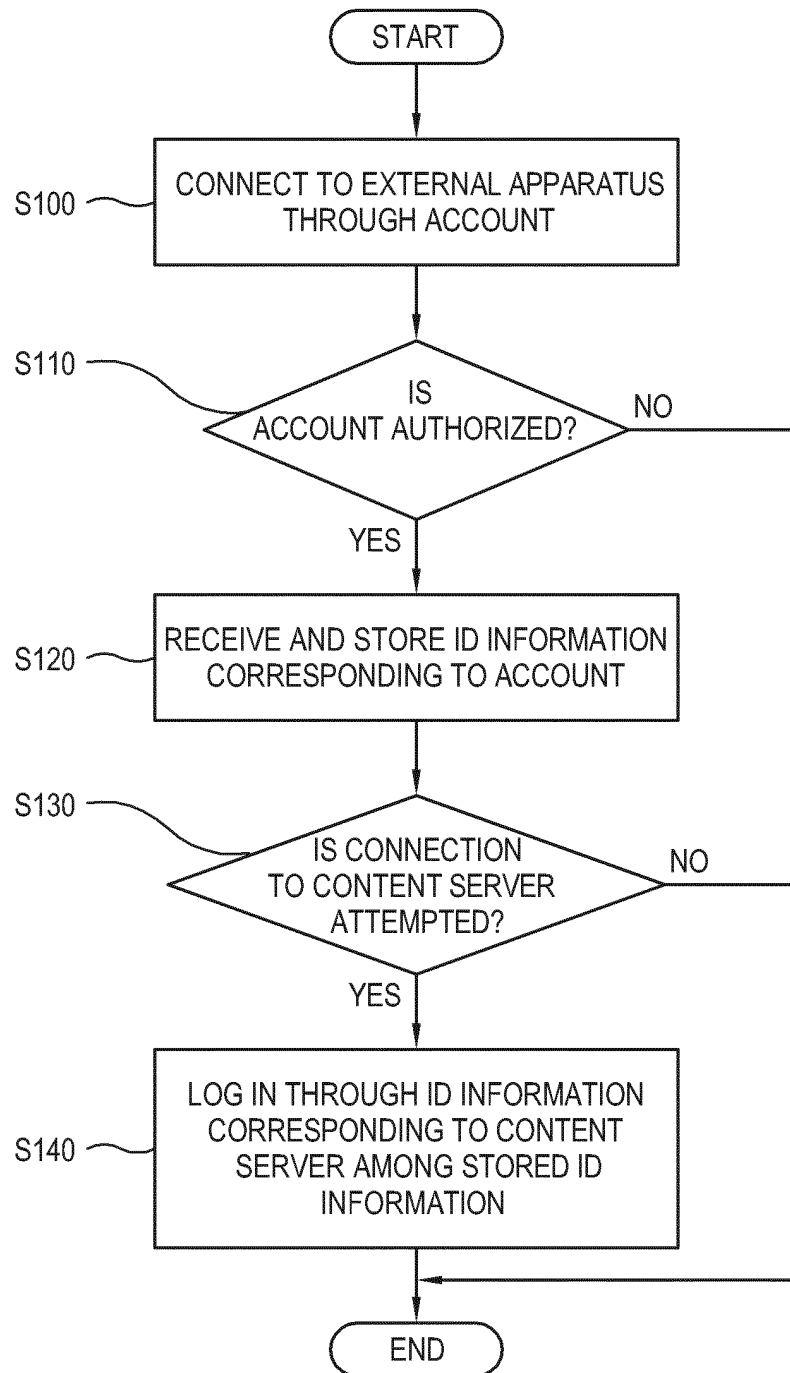 START
S100
CONNECT TO EXTERNAL APPARATUS
THROUGH ACCOUNT
S110
IS
ACCOUNT AUTHORIZED?
NO
YES
S120
RECEIVE AND STORE ID INFORMATION
CORRESPONDING TO ACCOUNT
S130
IS CONNECTION
TO CONTENT SERVER
ATTEMPTED?
NO
YES
S140
LOG IN THROUGH ID INFORMATION
CORRESPONDING TO CONTENT
SERVER AMONG STORED ID
INFORMATION
END